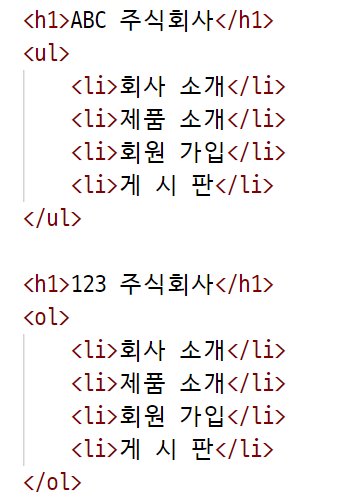 <h1>ABC 주식회사</h1>
<ul>
<li>회사 소개</li>
<li>제품 소개</li>
<li>회원 가입</li>
<li>게 시 판</li>
</ul>
<h1>123 주식회사</h1>
<ol>
<li>회사 소개</li>
<li>제품 소개</li>
<li>회원 가입</li>
<li>게 시 판</li>
</ol>